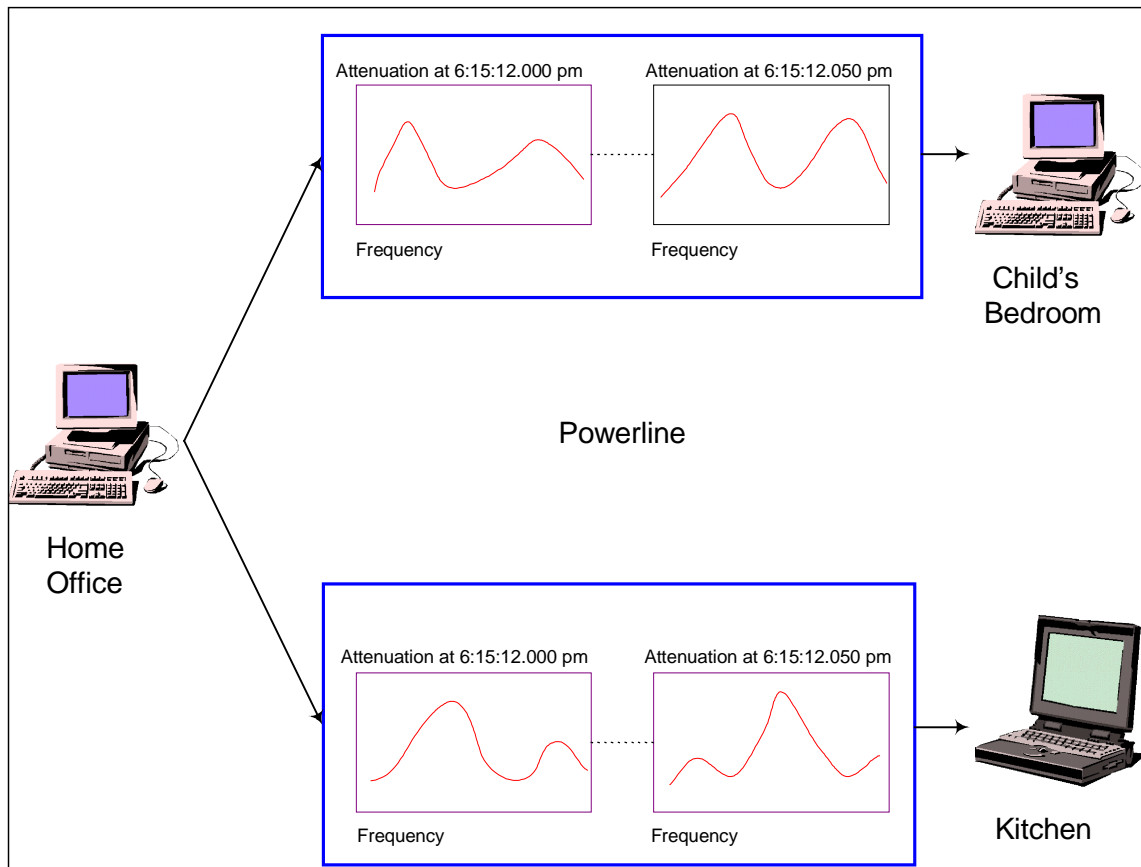 Attenuation at 6:15:12.000 pm
Attenuation at 6:15:12.050 pm
Frequency
Frequency
Child's
Bedroom
Powerline
Home
Office
Attenuation at 6:15:12.000 pm
Attenuation at 6:15:12.050 pm
Frequency
Frequency
Kitchen